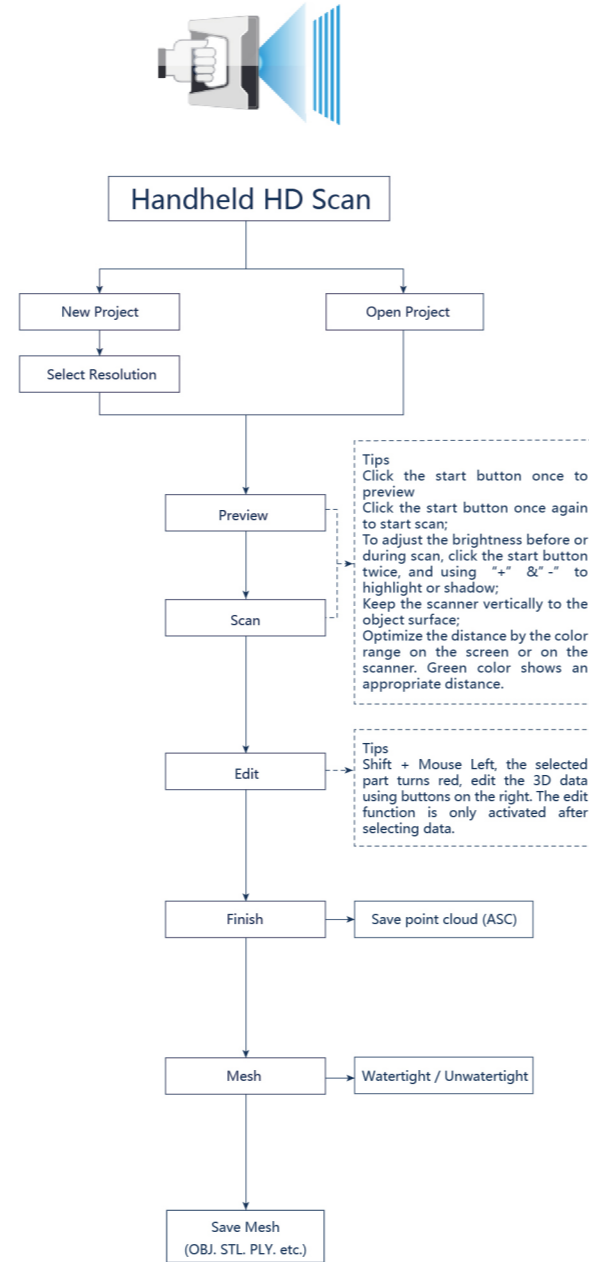 Handheld HD Scan
New Project
Open Project
Select Resolution
Preview
Scan
Tips
Click the start button once to
preview
Click the start button once again
to start scan;
To adjust the brightness before or
during scan, click the start button
twice, and using "+" &" -" to
highlight or shadow;
Keep the scanner vertically to the
object surface;
Optimize the distance by the color
range on the screen or on the
scanner. Green color shows an
appropriate distance.
Edit
Tips
Shift + Mouse Left, the selected
part turns red, edit the 3D data
using buttons on the right. The edit
function is only activated after
selecting data.
Finish
Save point cloud (ASC)
Mesh
Watertight / Unwatertight
Save Mesh
(OBJ. STL. PLY. etc.)